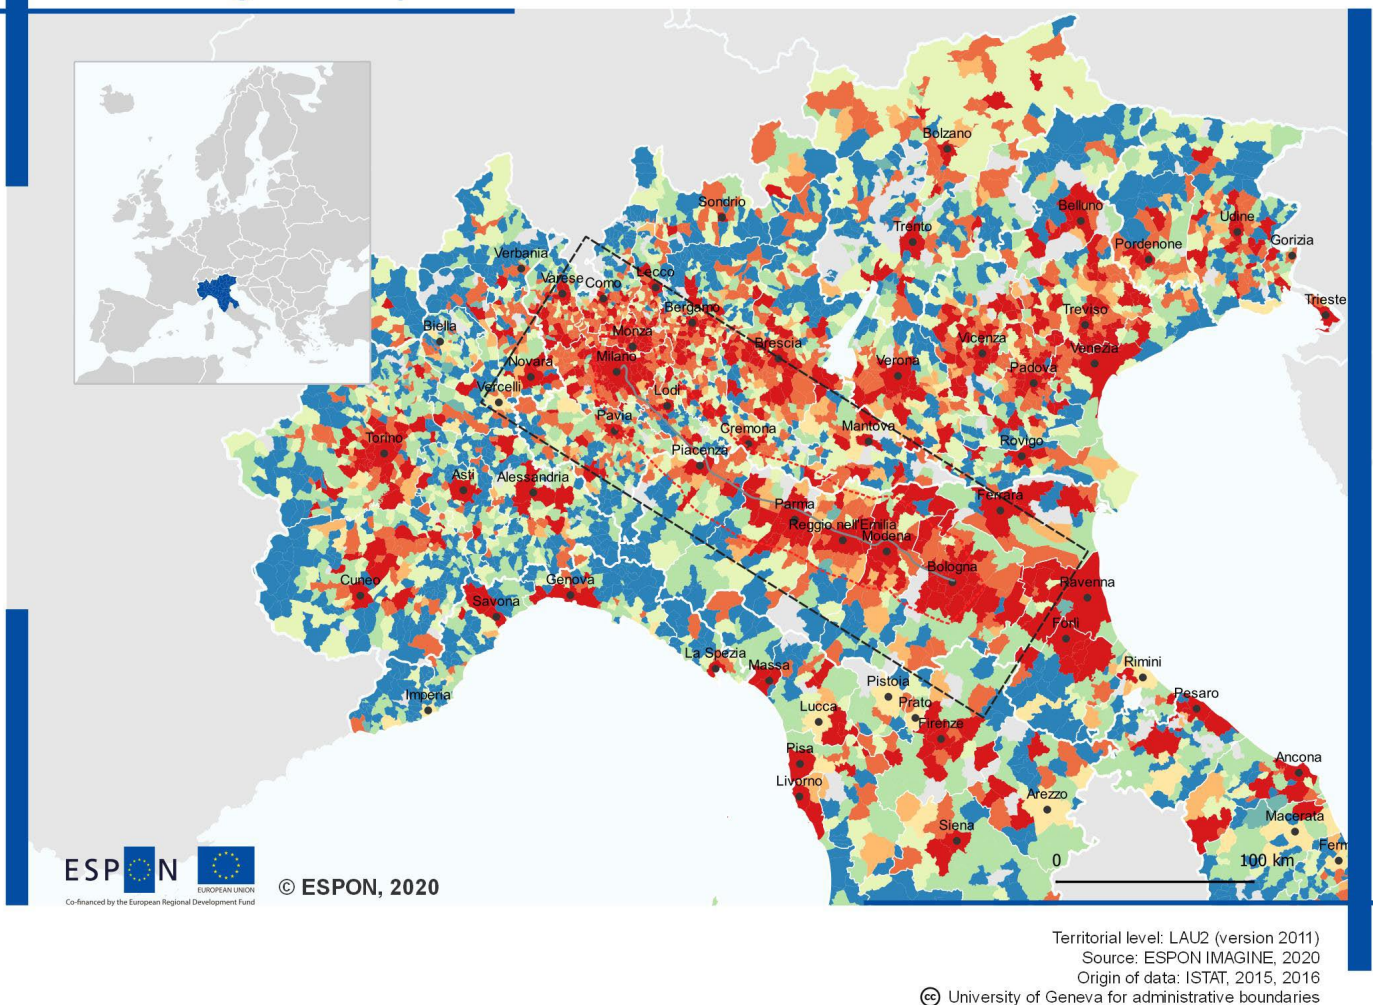 Bolzano
Sondrio
Trento
Belluno
Udine
Pordenone
Gorizia
Verbania
Varese
Como
Lecco
Bergamo
Trieste
Treviso
Biella
Monza
Brescia
Vicenza
Venezia
Novara
Milano
Verona
Padova
Vercelli
Lodi
Pavia
Cremona
Mantova
Torino
Rovigo
Piacenza
Asti
Alessandria
Ferrara
Parma
Reggio nell'Emilia
Modena
Bologna
Cuneo
Genova
Savona
Ravenna
Forlì
La Spezia
Massa
Rimini
Imperia
Pistoia
Prato
Lucca
Firenze
Pesaro
Pisa
Livorno
Ancona
Arezzo
Siena
Macerata
Ferm
0
100 km
ESPON
EUROPEAN UNION
Co-financed by the European Regional Development Fund
© ESPON, 2020
Territorial level: LAU2 (version 2011)
Source: ESPON IMAGINE, 2020
Origin of data: ISTAT, 2015, 2016
cc University of Geneva for administrative boundaries